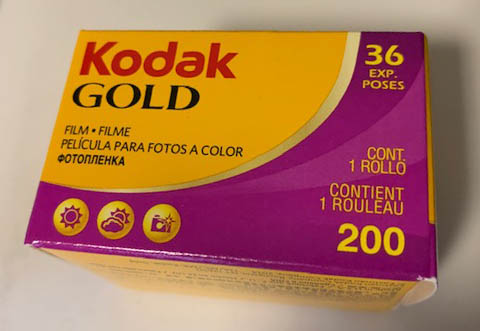 Kodak
GOLD
FILM • FILME
PELÍCULA PARA FOTOS A COLOR
ФОТОПЛЕНКА
36
EXP.
POSES
CONT.
1 ROLLO
CONTIENT
1 ROULEAU
200